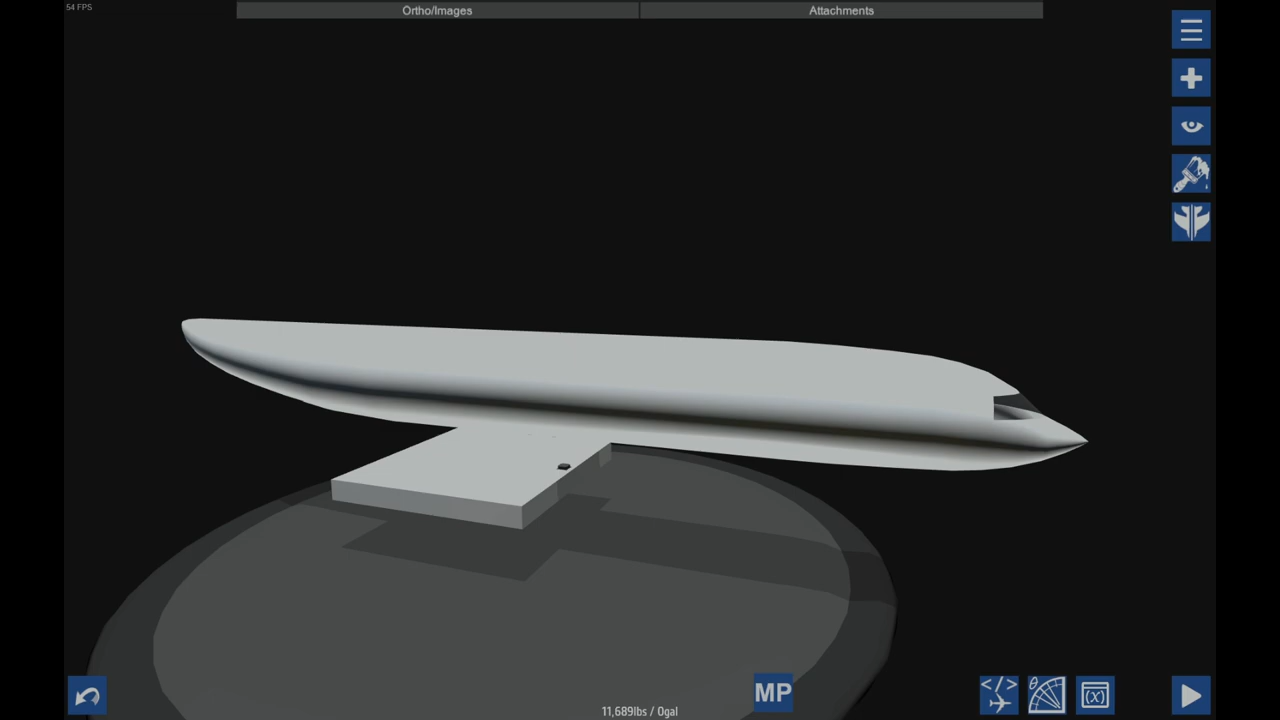 54 FPS
Ortho/Images
Attachments
MP
</>
θ
(x)
11,689lbs / 0gal